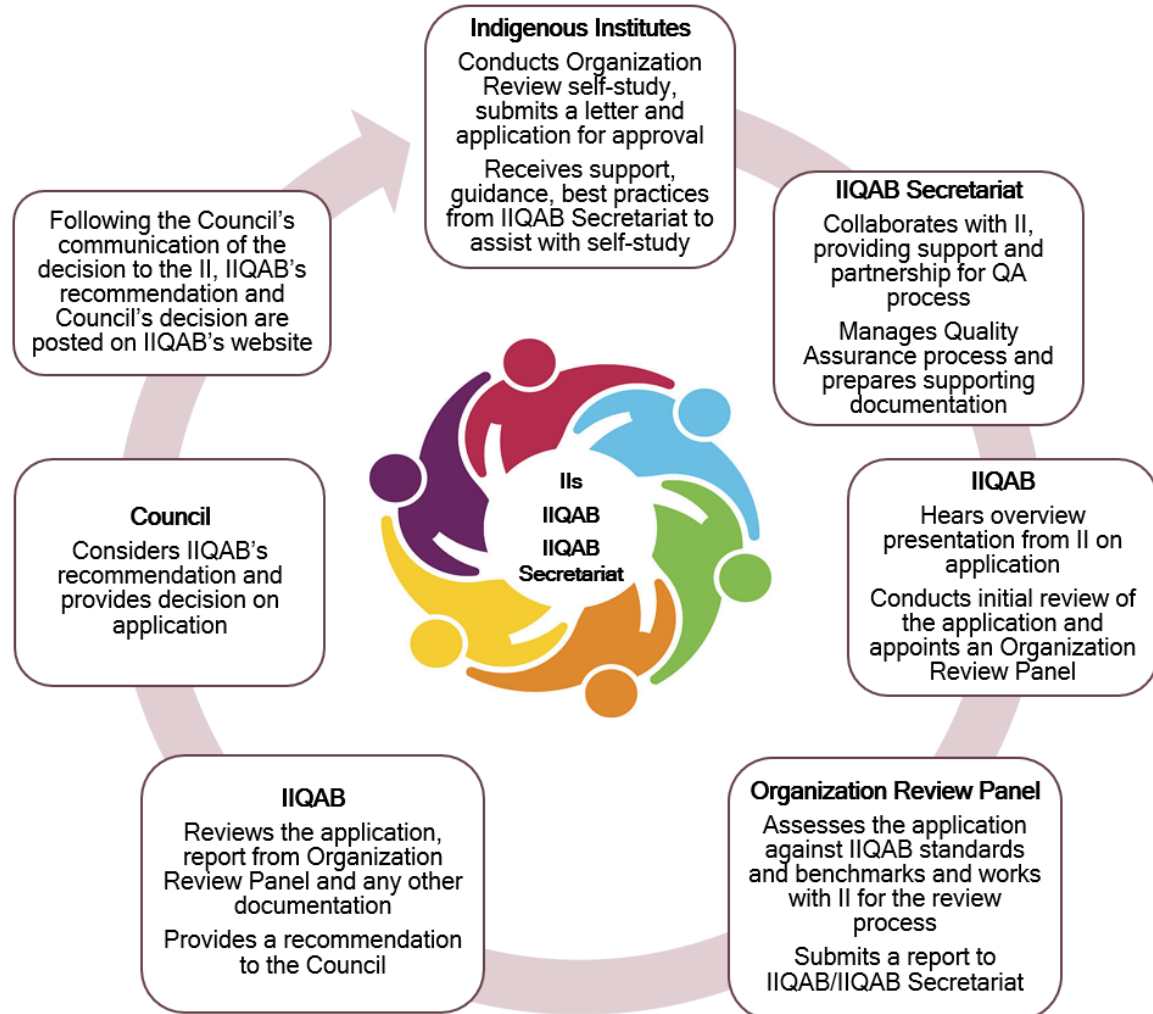 Indigenous Institutes
Conducts Organization
Review self-study,
submits a letter and
application for approval
Receives support,
guidance, best practices
from IIQAB Secretariat to
assist with self-study
IIQAB Secretariat
Collaborates with II,
providing support and
partnership for QA
process
Manages Quality
Assurance process and
prepares supporting
documentation
IIQAB
Hears overview
presentation from II on
application
Conducts initial review of
the application and
appoints an Organization
Review Panel
Organization Review Panel
Assesses the application
against IIQAB standards
and benchmarks and works
with II for the review
process
Submits a report to
IIQAB/IIQAB Secretariat
IIQAB
Reviews the application,
report from Organization
Review Panel and any other
documentation
Provides a recommendation
to the Council
Council
Considers IIQAB’s
recommendation and
provides decision on
application
Following the Council’s
communication of the
decision to the II, IIQAB’s
recommendation and
Council’s decision are
posted on IIQAB’s website
IIs
IIQAB
IIQAB
Secretariat